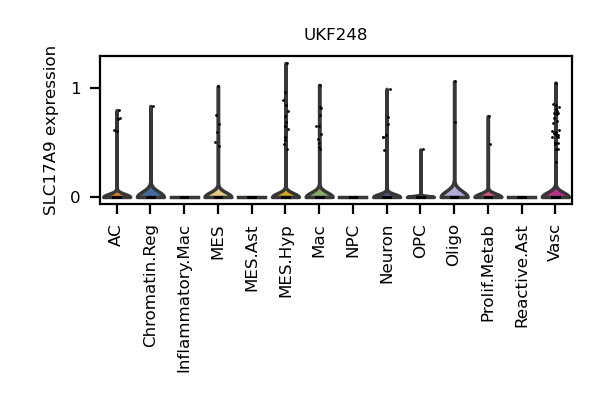 UKF248
SLC17A9 expression
1
0
AC
Chromatin.Reg
Inflammatory.Mac
MES
MES.Ast
MES.Hyp
Mac
NPC
Neuron
OPC
Oligo
Prolif.Metab
Reactive.Ast
Vasc